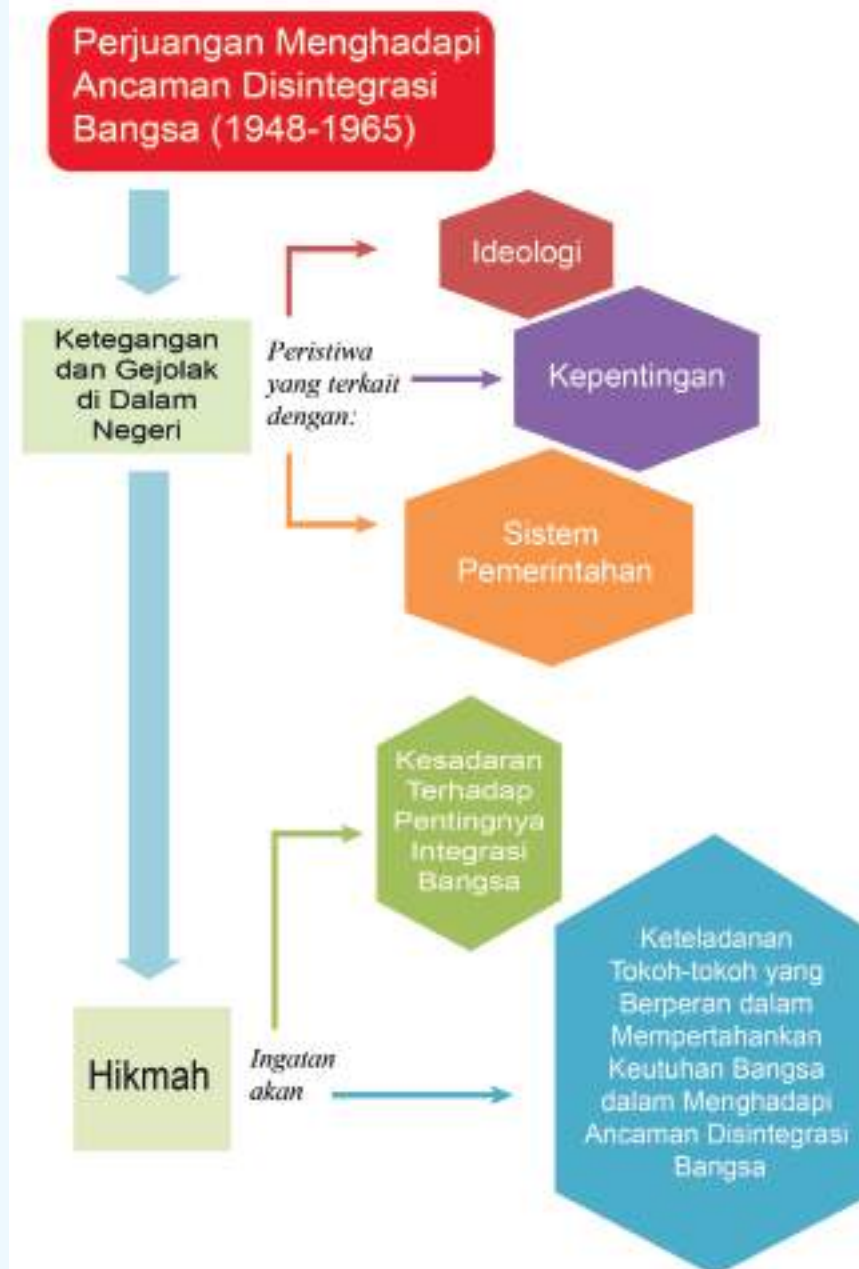 Perjuangan Menghadapi
Ancaman Disintegrasi
Bangsa (1948-1965)
Ketegangan
dan Gejolak
di Dalam
Negeri
Peristiwa
yang terkait
dengan:
Ideologi
Kepentingan
Sistem
Pemerintahan
Hikmah
Ingatan
akan
Kesadaran
Terhadap
Pentingnya
Integrasi
Bangsa
Keteladanan
Tokoh-tokoh yang
Berperan dalam
Mempertahankan
Keutuhan Bangsa
dalam Menghadapi
Ancaman Disintegrasi
Bangsa